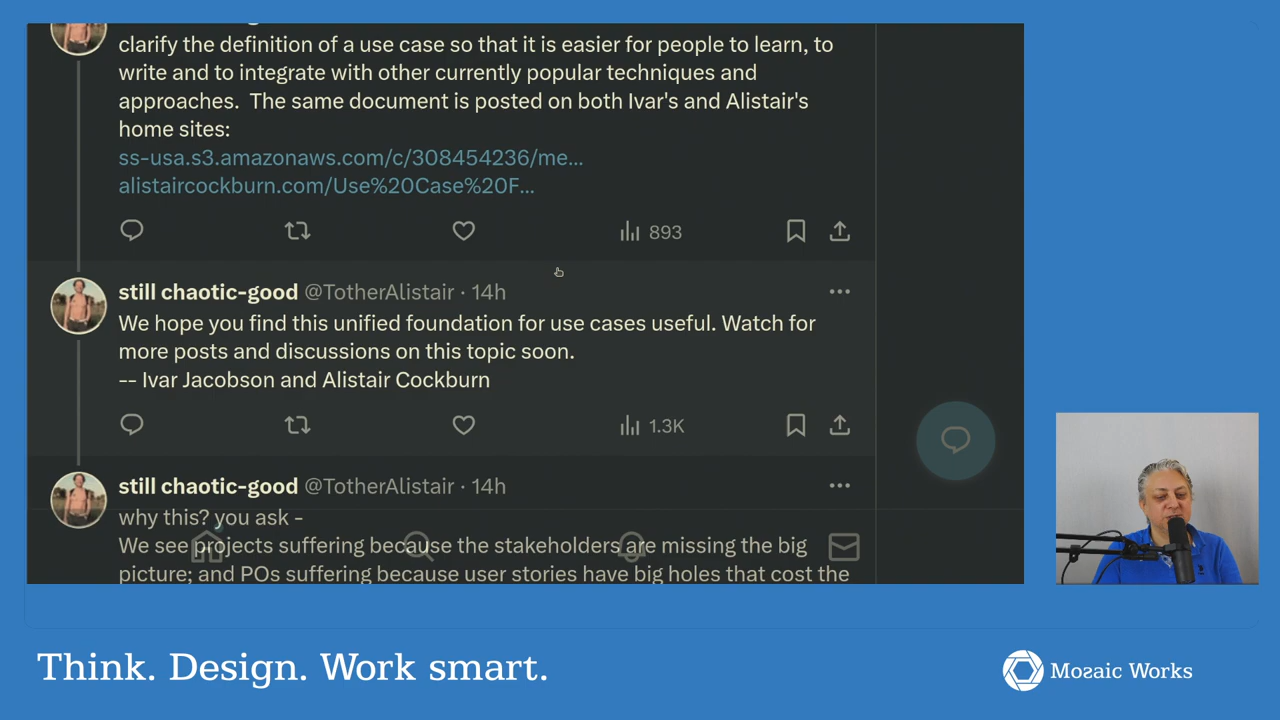 clarify the definition of a use case so that it is easier for people to learn, to
write and to integrate with other currently popular techniques and
approaches.  The same document is posted on both Ivar's and Alistair's
home sites:
ss-usa.s3.amazonaws.com/c/308454236/me...
alistaircockburn.com/Use%20Case%20F...
893
still chaotic-good @TotherAlistair · 14h
We hope you find this unified foundation for use cases useful. Watch for
more posts and discussions on this topic soon.
-- Ivar Jacobson and Alistair Cockburn
1.3K
still chaotic-good @TotherAlistair · 14h
why this? you ask -
We see projects suffering because the stakeholders are missing the big
picture; and POs suffering because user stories have big holes that cost the
Think. Design. Work smart.
Mozaic Works